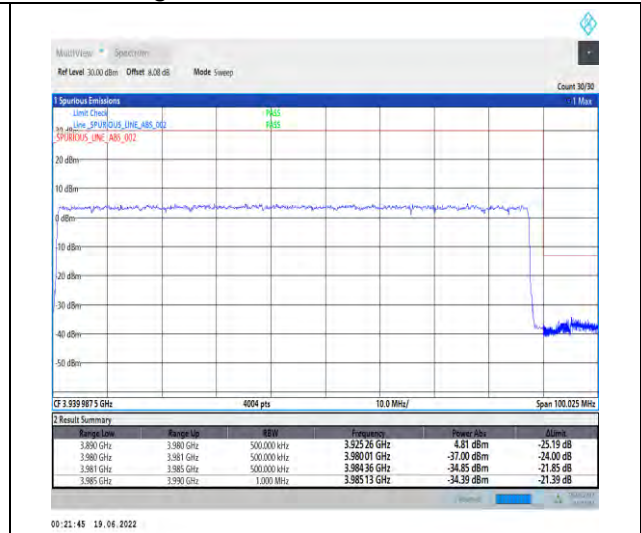 MultiView Spectrum
Ref Level 30.00 dBm Offset 8.08 dB Mode Sweep
Count 30/30
1 Spurious Emissions 1 Max
Limit Check PASS
Line _SPURIOUS_LINE_ABS_002 PASS
_SPURIOUS_LINE_ABS_002
20 dBm
10 dBm
0 dBm
-10 dBm
-20 dBm
-30 dBm
-40 dBm
-50 dBm
CF 3.939 987 5 GHz 4004 pts 10.0 MHz/ Span 100.025 MHz
2 Result Summary
Range Low Range Up RBW Frequency Power Abs ΔLimit
3.890 GHz 3.980 GHz 500.000 kHz 3.925 26 GHz 4.81 dBm -25.19 dB
3.980 GHz 3.981 GHz 500.000 kHz 3.980 01 GHz -37.00 dBm -24.00 dB
3.981 GHz 3.985 GHz 500.000 kHz 3.984 36 GHz -34.85 dBm -21.85 dB
3.985 GHz 3.990 GHz 1.000 MHz 3.985 13 GHz -34.39 dBm -21.39 dB
00:21:45 19.06.2022